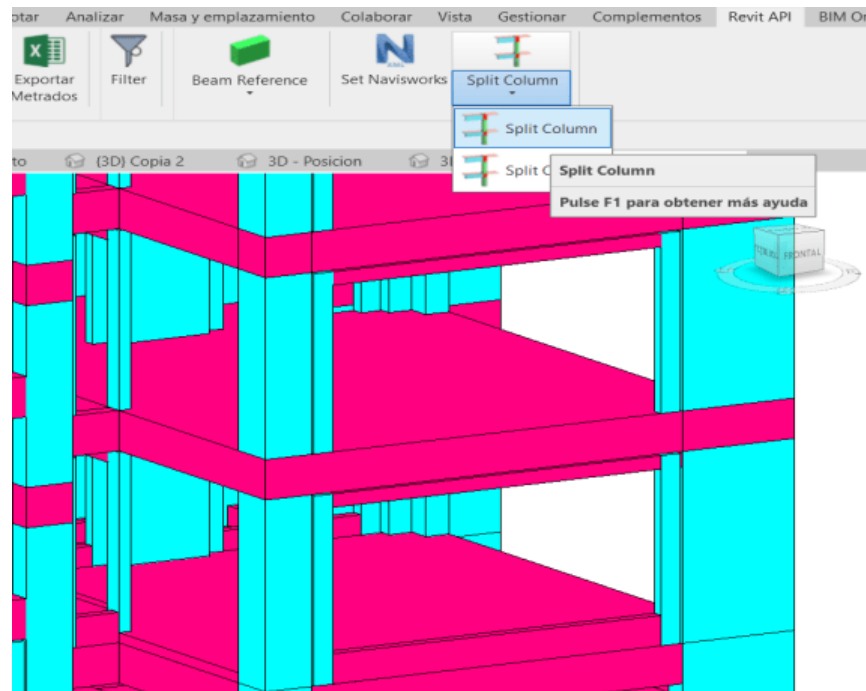 otar Analizar Masa y emplazamiento Colaborar Vista Gestionar Complementos Revit API BIM On
Exportar
Metrados
Filter
Beam Reference
Set Navisworks
Split Column
Split Column
Split C
Split Column
Pulse F1 para obtener más ayuda
to (3D) Copia 2 3D - Posicion 3
FRONTAL